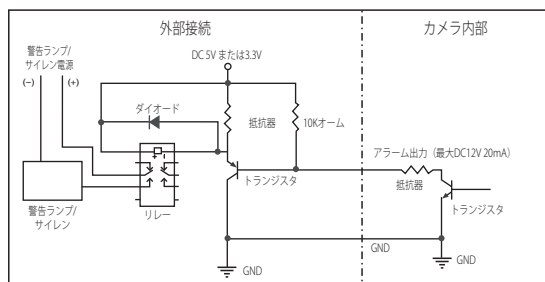 外部接続
カメラ内部
DC 5V または3.3V
警告ランプ/
サイレン電源
(−)
(+)
ダイオード
抵抗器
10Kオーム
アラーム出力（最大DC12V 20mA）
抵抗器
トランジスタ
トランジスタ
警告ランプ/
サイレン
リレー
GND
GND
GND